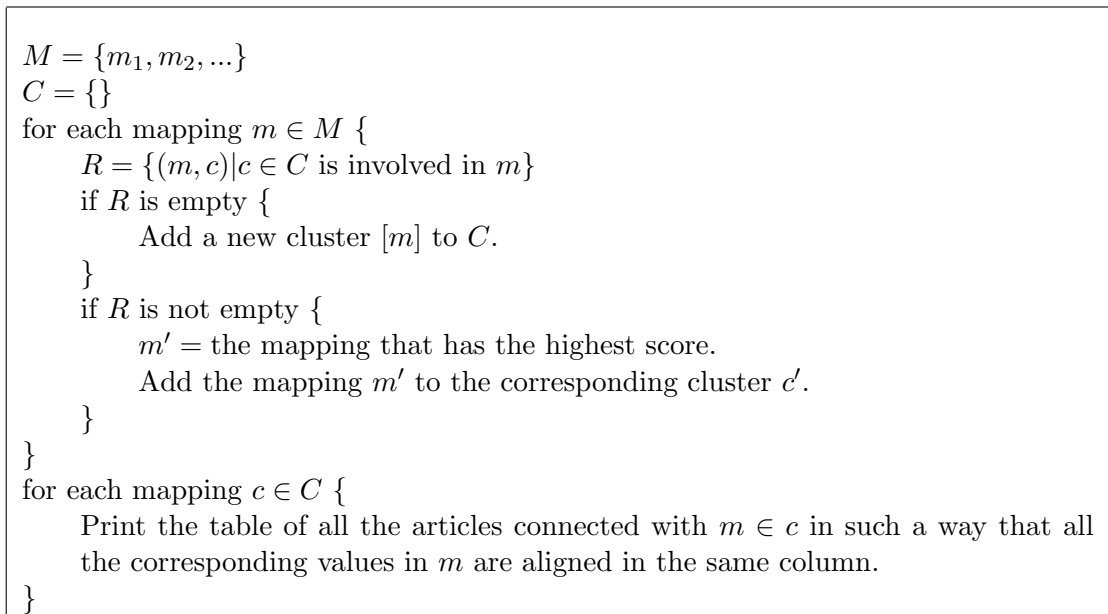 M = {m₁, m₂, ...}
C = {}
for each mapping m ∈ M {
R = {(m, c)|c ∈ C is involved in m}
if R is empty {
Add a new cluster [m] to C.
}
if R is not empty {
m′ = the mapping that has the highest score.
Add the mapping m′ to the corresponding cluster c′.
}
}
for each mapping c ∈ C {
Print the table of all the articles connected with m ∈ c in such a way that all
the corresponding values in m are aligned in the same column.
}